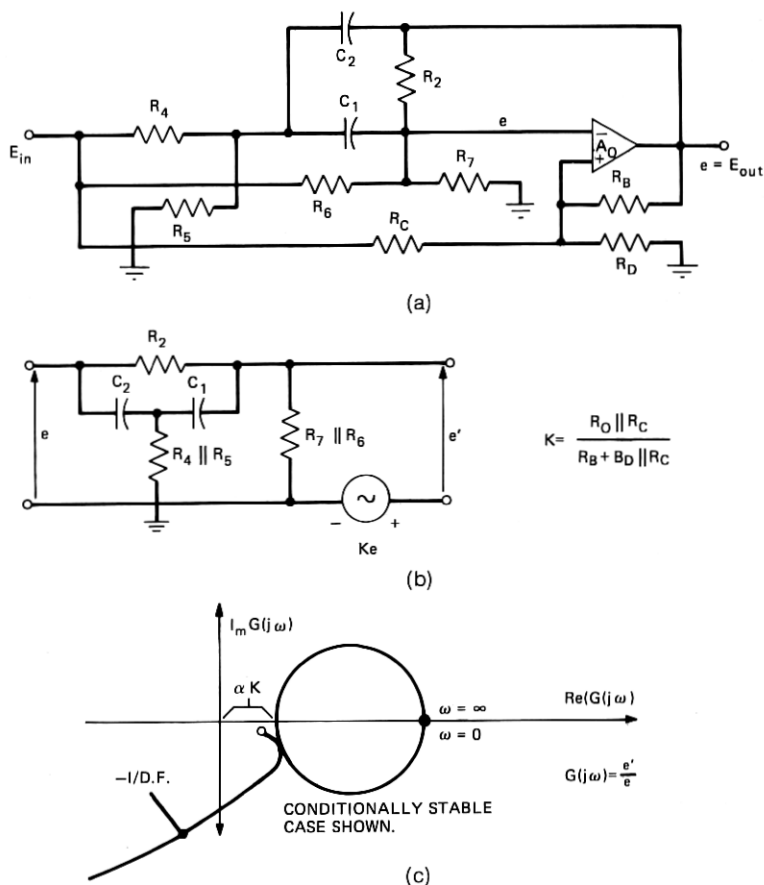 C2
R2
R4
C1
e
Ein
− A0 +
e = Eout
R7
RB
R6
R5
RC
RD
(a)
R2
C2 C1
e
R7 || R6
e'
R4 || R5
K= RO || RC / RB + BD || RC
− +
Ke
(b)
Im G(jω)
α K
ω = ∞
Re(G(jω)
ω = 0
−I/D.F.
G(jω) = e'/e
CONDITIONALLY STABLE
CASE SHOWN.
(c)